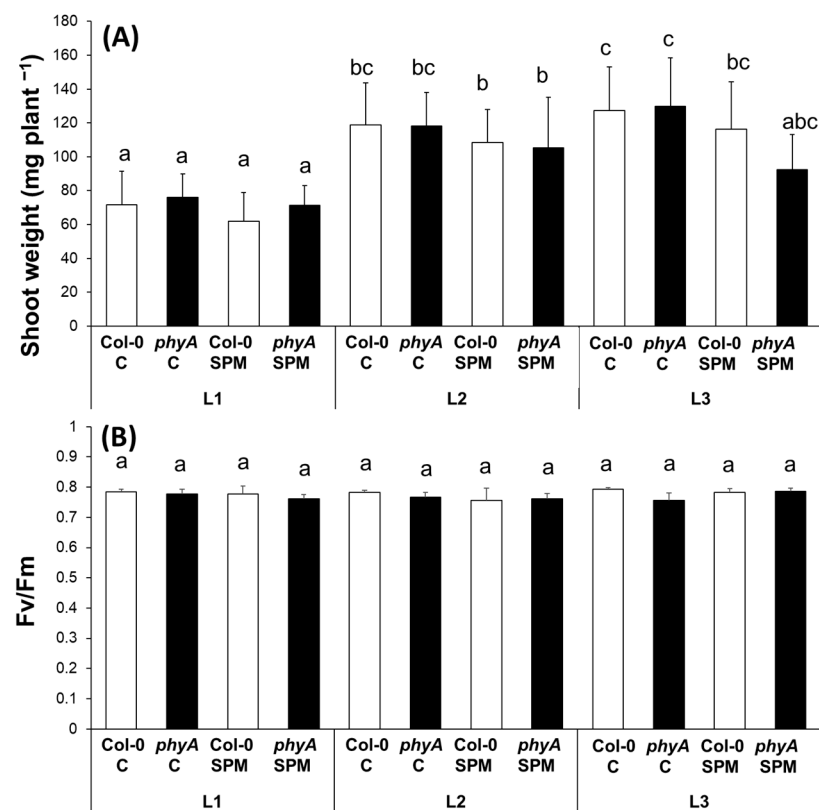 (A)
Shoot weight (mg plant ⁻¹)
180
160
140
120
100
80
60
40
20
0
a a a a bc bc b b c c bc abc
Col-0 phyA Col-0 phyA Col-0 phyA Col-0 phyA Col-0 phyA Col-0 phyA
C C SPM SPM C C SPM SPM C C SPM SPM
L1 L2 L3
(B)
Fv/Fm
1
0.9
0.8
0.7
0.6
0.5
0.4
0.3
0.2
0.1
0
a a a a a a a a a a a a
Col-0 phyA Col-0 phyA Col-0 phyA Col-0 phyA Col-0 phyA Col-0 phyA
C C SPM SPM C C SPM SPM C C SPM SPM
L1 L2 L3